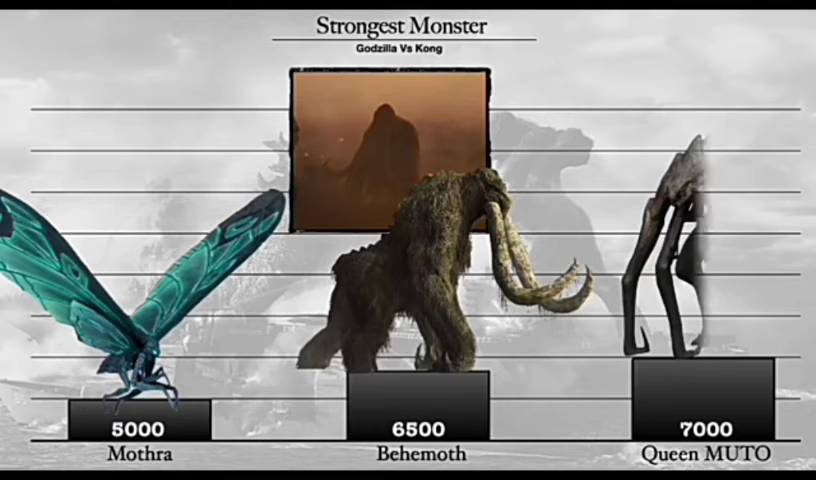 Strongest Monster
Godzilla Vs Kong
5000
6500
7000
Mothra
Behemoth
Queen MUTO